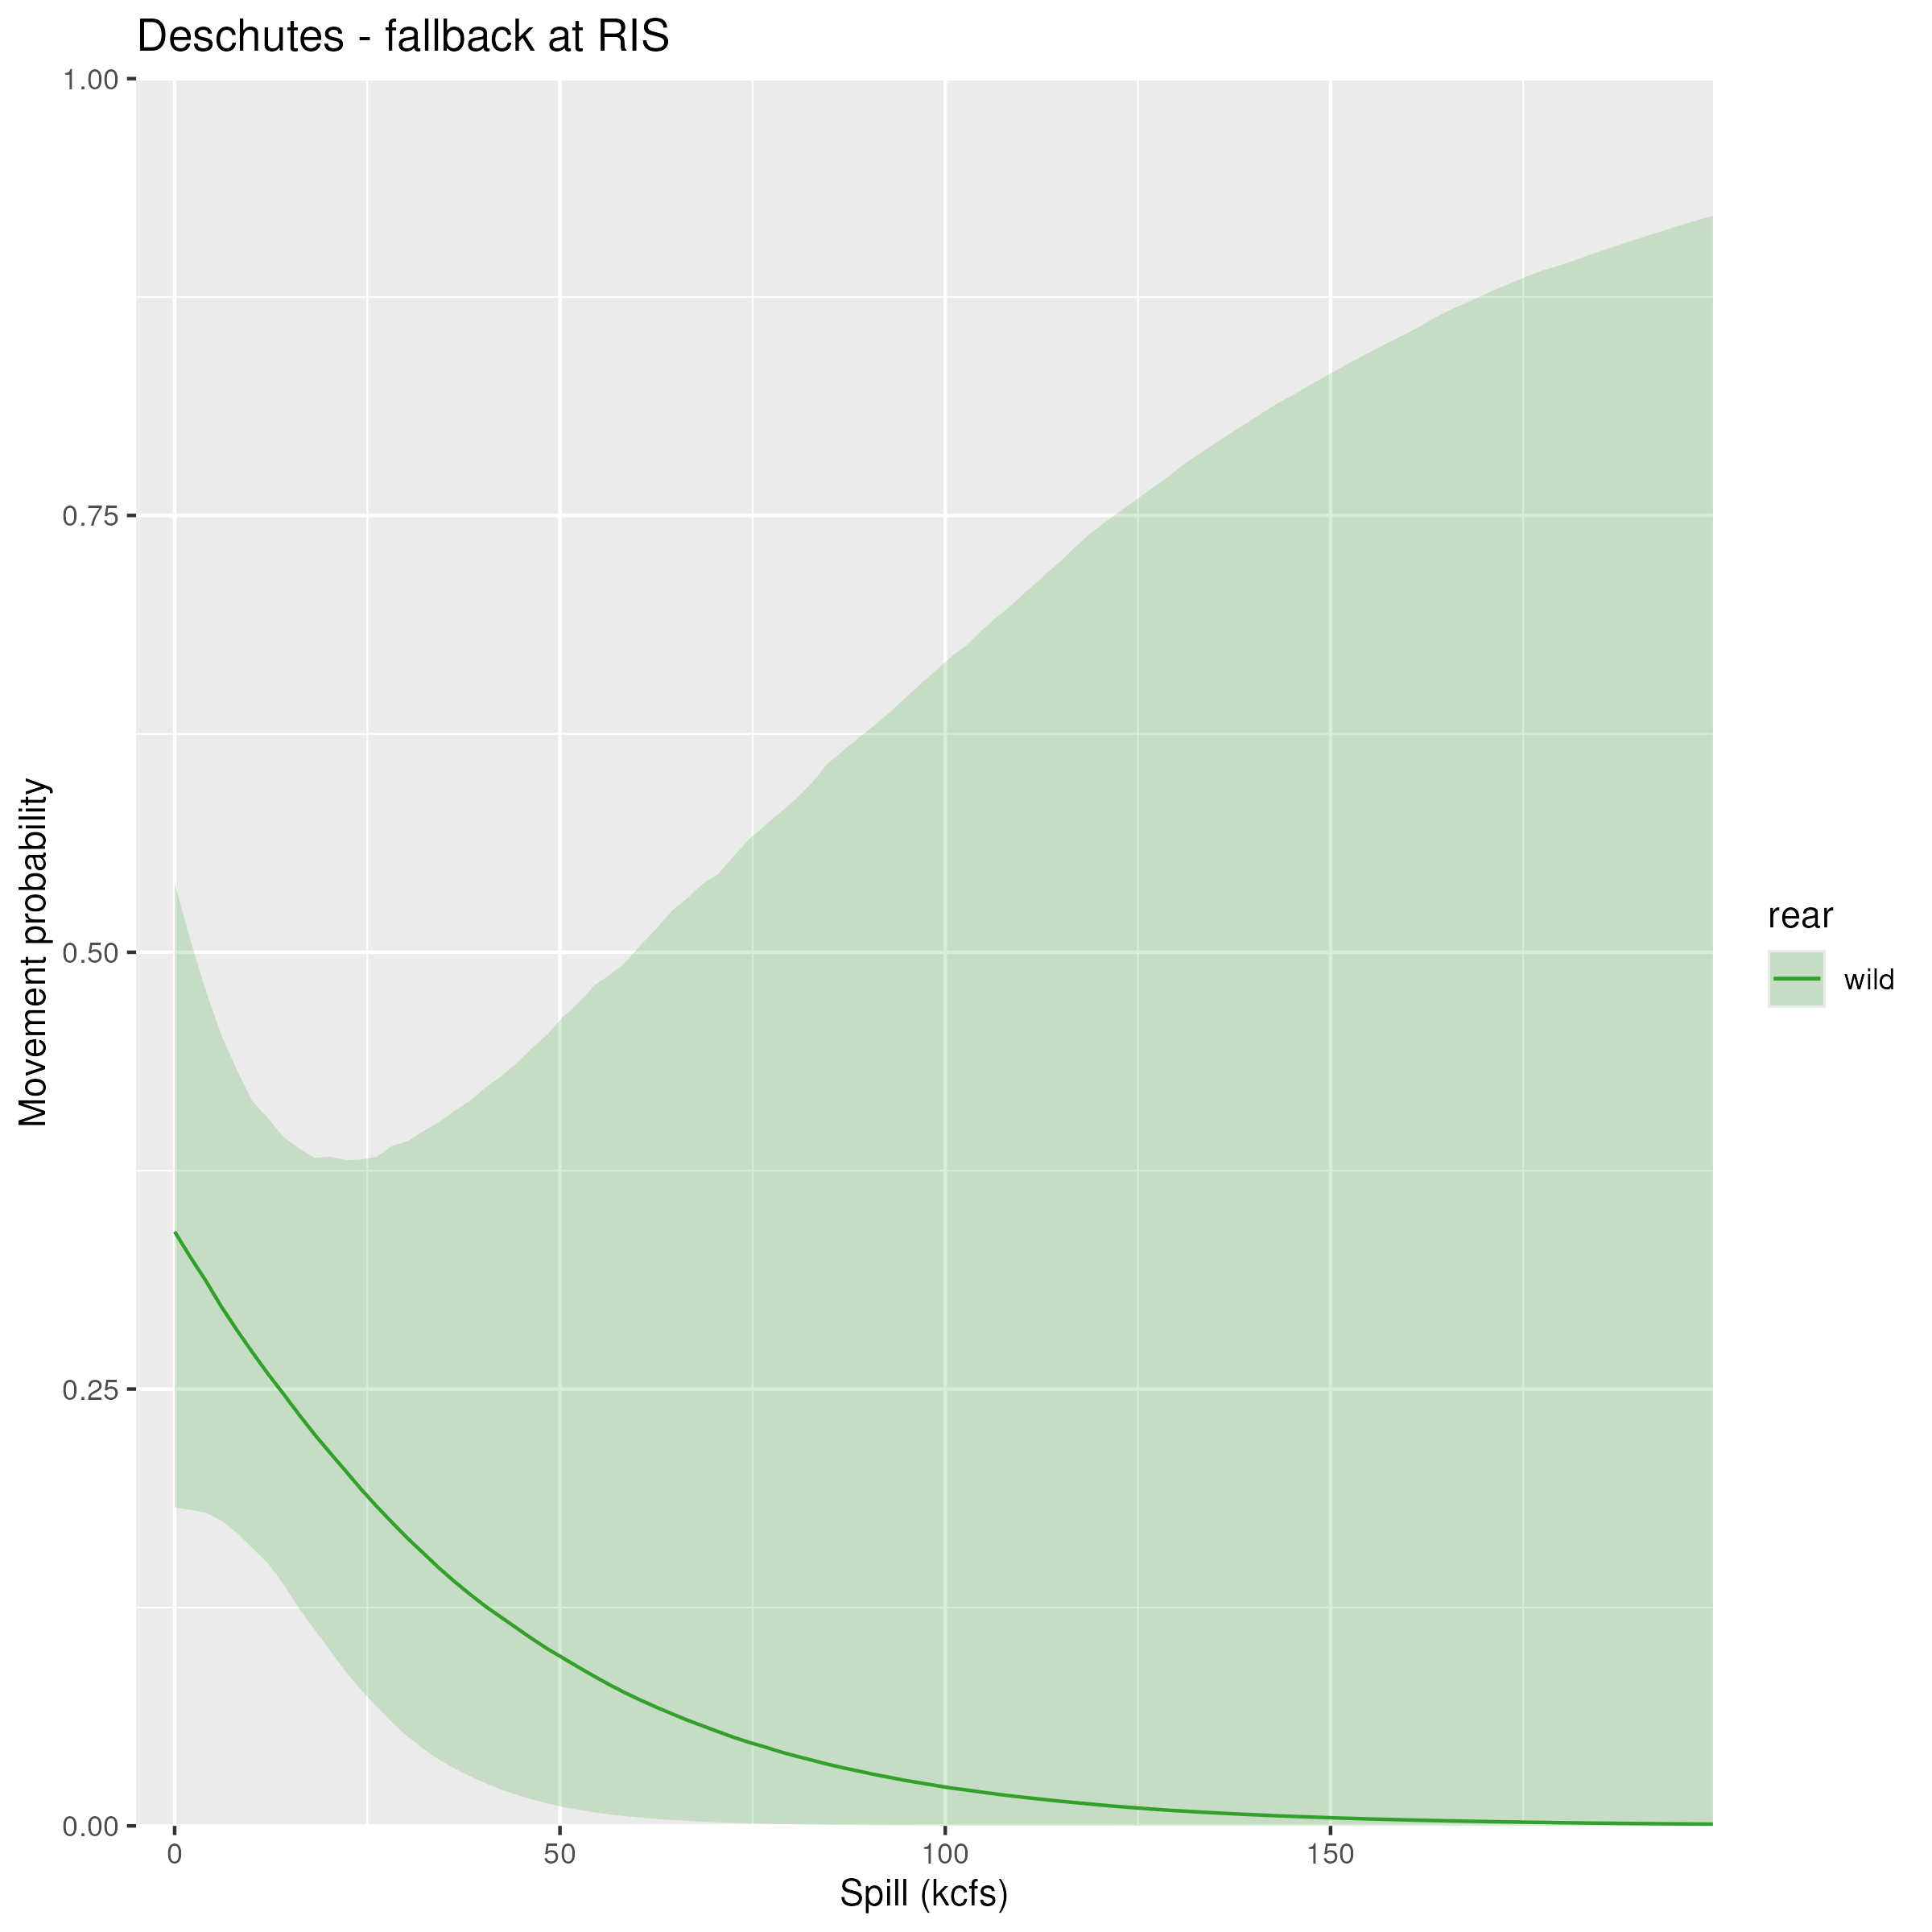 Deschutes - fallback at RIS
1.00
0.75
0.50
0.25
0.00
Movement probability
0 50 100 150
Spill (kcfs)
rear
wild